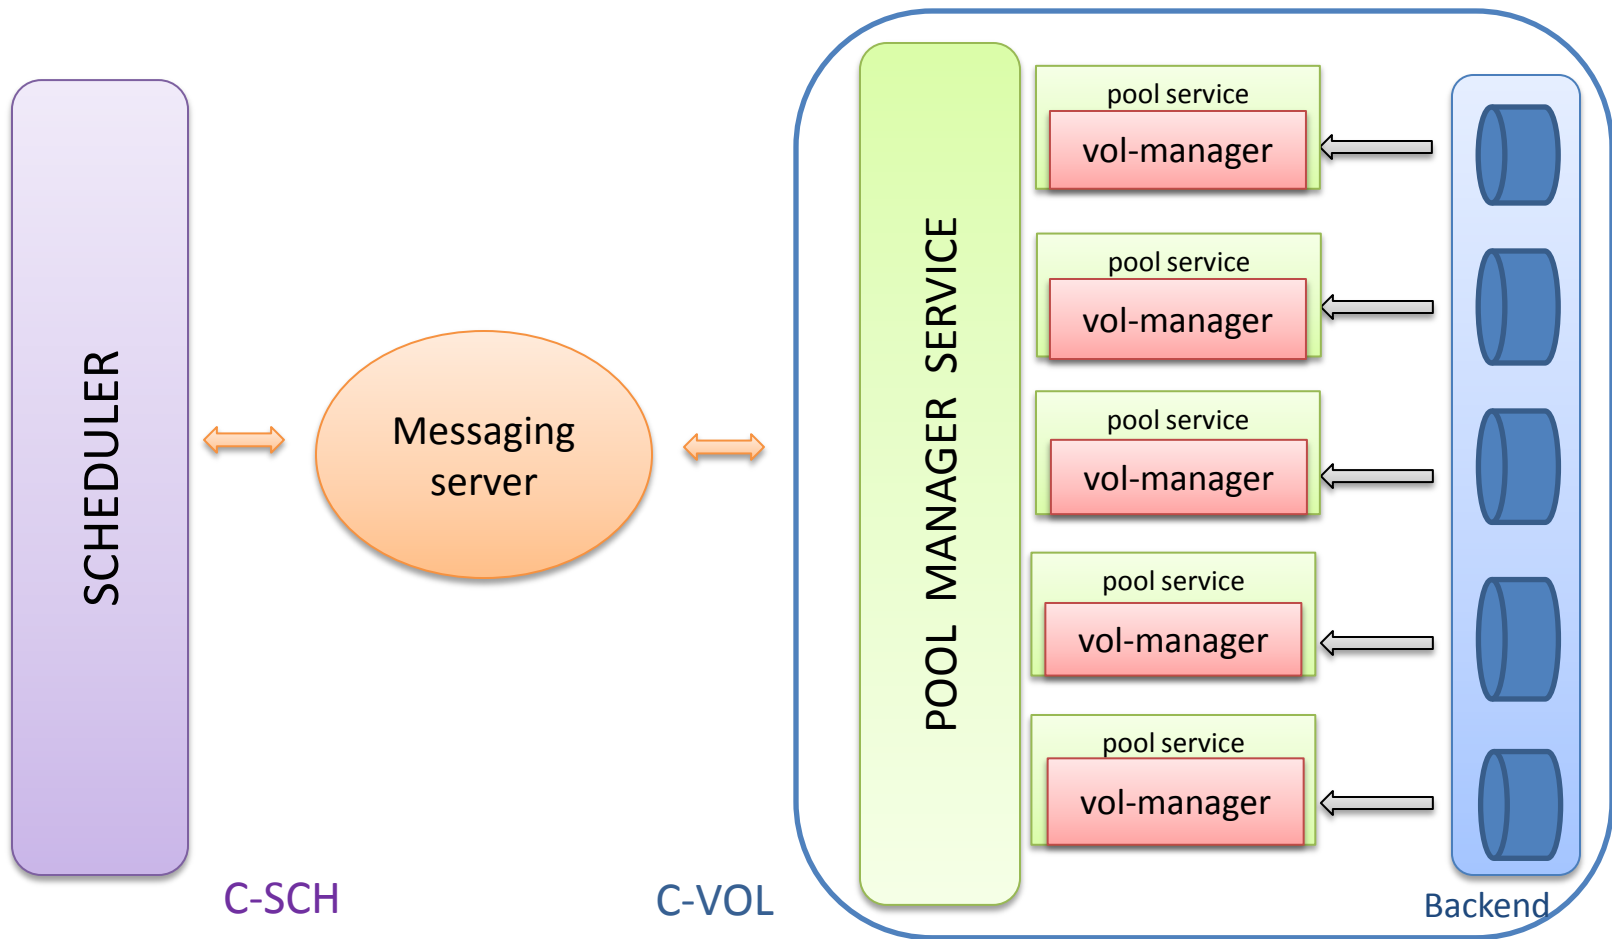 SCHEDULER
C-SCH
Messaging
server
C-VOL
POOL MANAGER SERVICE
pool service
vol-manager
pool service
vol-manager
pool service
vol-manager
pool service
vol-manager
pool service
vol-manager
Backend